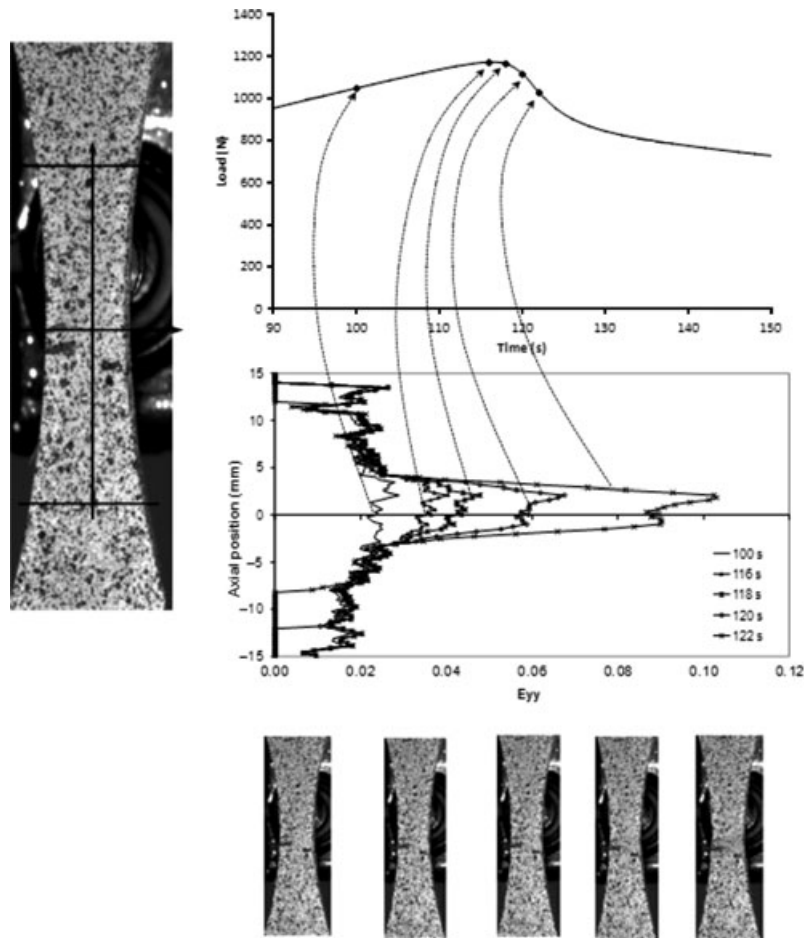 1400
1200
1000
800
600
400
200
0
Load (N)
90 100 110 120 130 140 150
Time (s)
15
10
5
0
−5
−10
−15
Axial position (mm)
100 s
116 s
118 s
120 s
122 s
0.00 0.02 0.04 0.06 0.08 0.10 0.12
Eyy